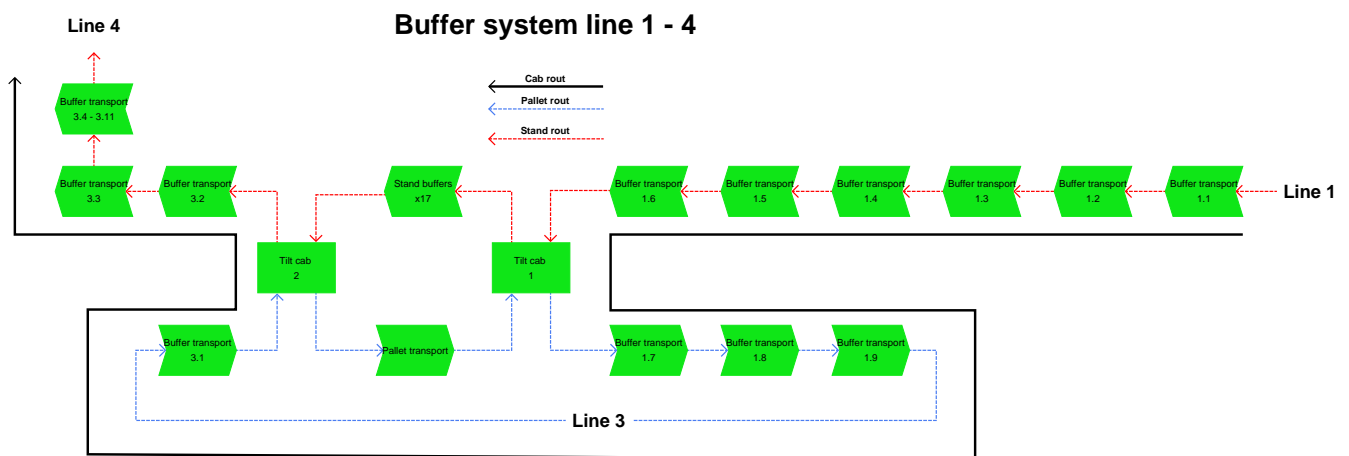 Buffer system line 1 - 4
Line 4
Cab rout
Pallet rout
Stand rout
Buffer transport
3.4 - 3.11
Buffer transport
3.3
Buffer transport
3.2
Stand buffers
x17
Buffer transport
1.6
Buffer transport
1.5
Buffer transport
1.4
Buffer transport
1.3
Buffer transport
1.2
Buffer transport
1.1
Line 1
Tilt cab
2
Tilt cab
1
Buffer transport
3.1
Pallet transport
Buffer transport
1.7
Buffer transport
1.8
Buffer transport
1.9
Line 3